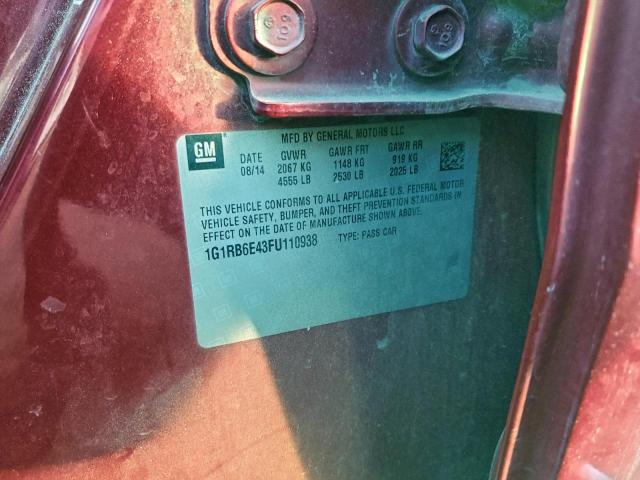 109
109
GM
MFD BY GENERAL MOTORS LLC
DATE GVWR GAWR FRT GAWR RR
08/14 2067 KG 1148 KG 919 KG
4555 LB 2530 LB 2025 LB
THIS VEHICLE CONFORMS TO ALL APPLICABLE U.S. FEDERAL MOTOR
VEHICLE SAFETY, BUMPER, AND THEFT PREVENTION STANDARDS IN
EFFECT ON THE DATE OF MANUFACTURE SHOWN ABOVE.
1G1RB6E43FU110938 TYPE: PASS CAR